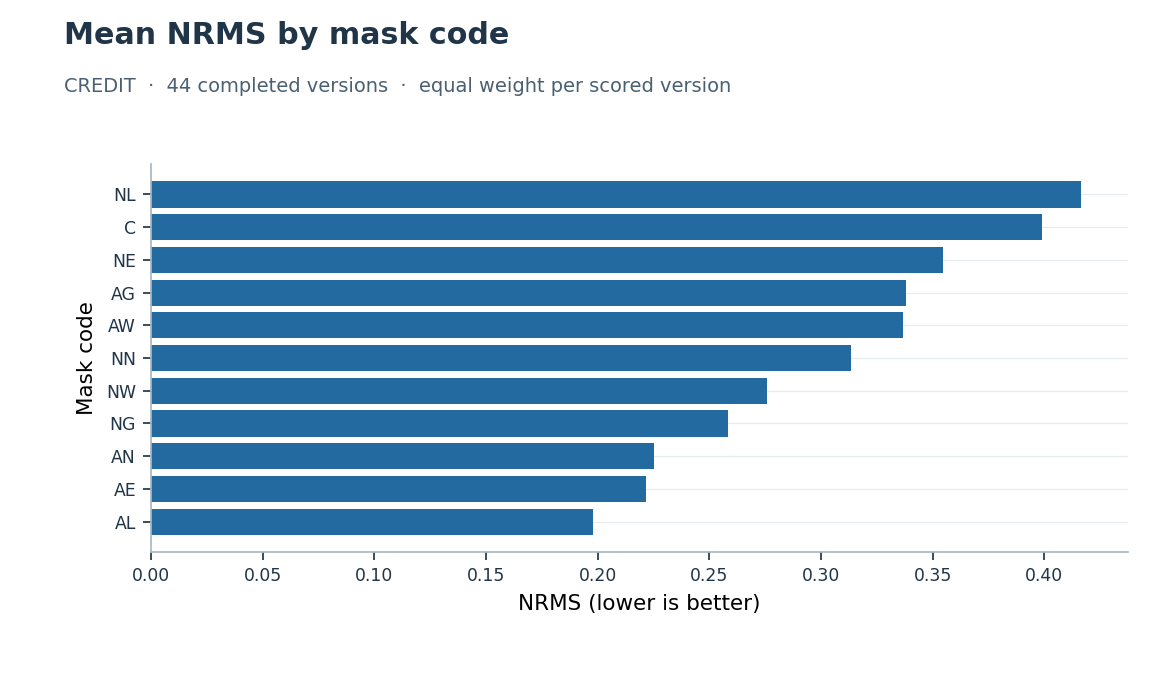 Mean NRMS by mask code
CREDIT · 44 completed versions · equal weight per scored version
Mask code
NL
C
NE
AG
AW
NN
NW
NG
AN
AE
AL
0.00 0.05 0.10 0.15 0.20 0.25 0.30 0.35 0.40
NRMS (lower is better)